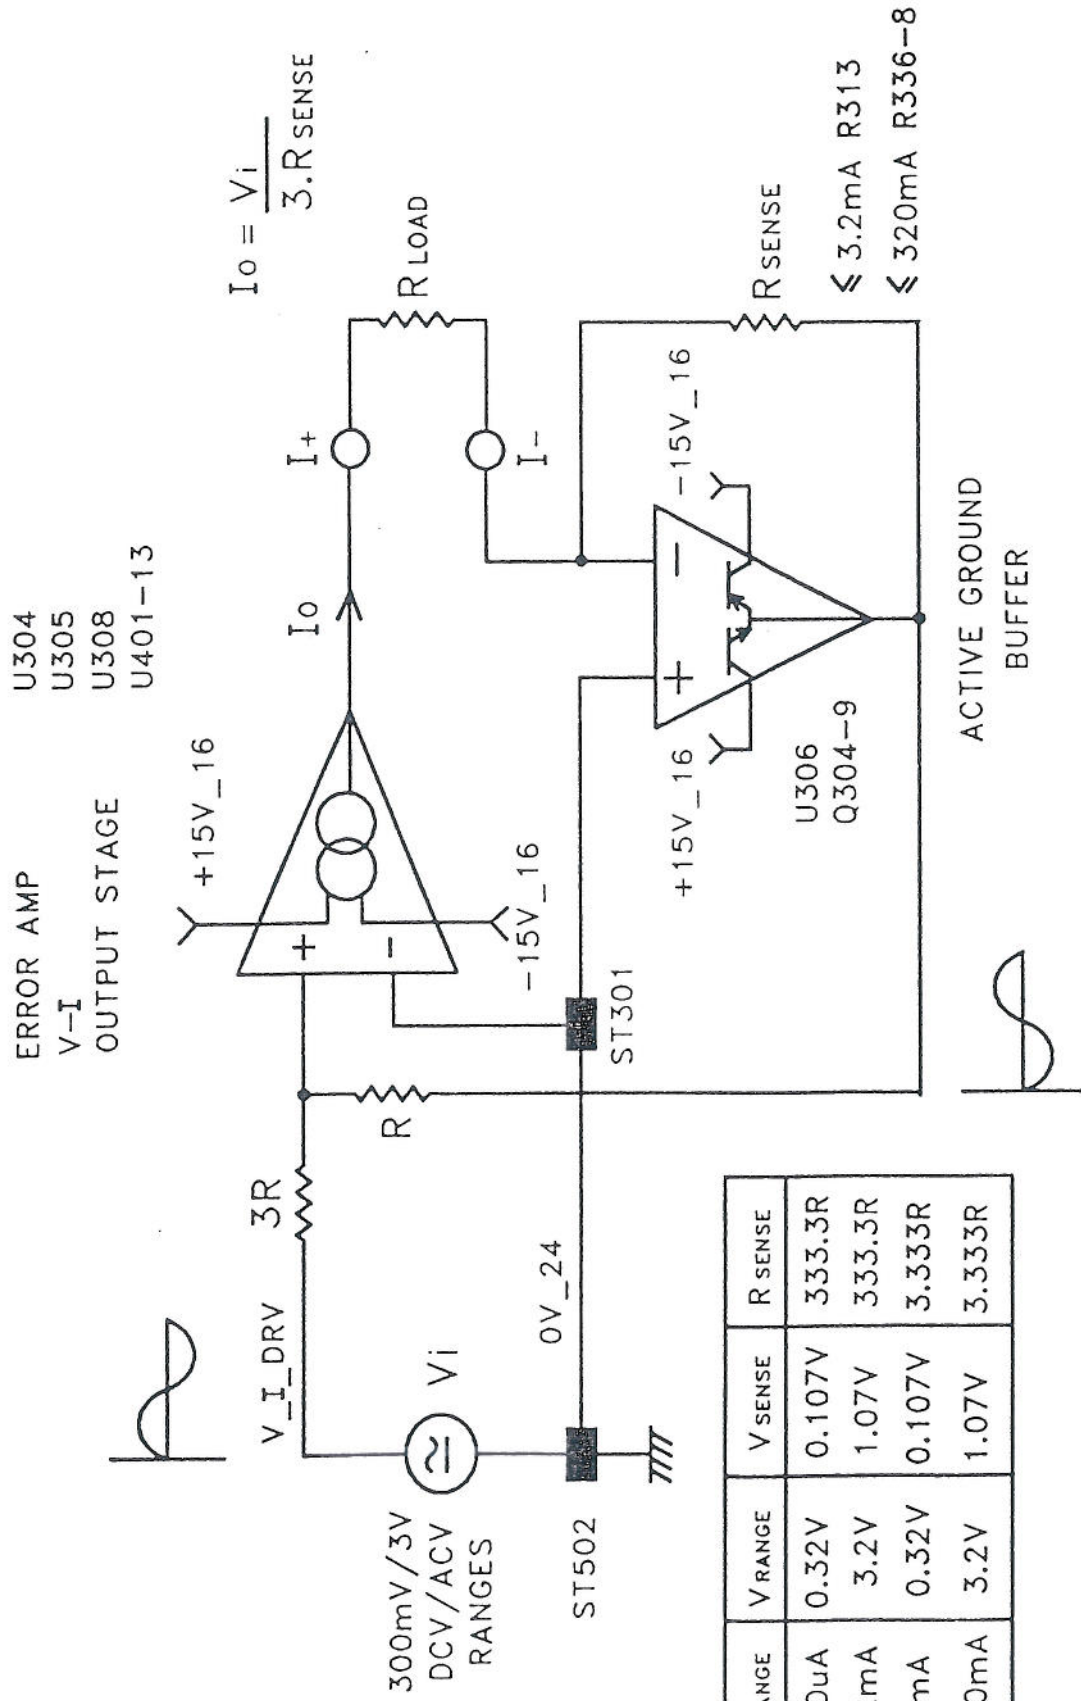 ERROR AMP
V-I
OUTPUT STAGE
U304
U305
U308
U401-13
Io = Vi
3.R SENSE
+15V_16
-15V_16
+
-
Io
I+
I-
R LOAD
V_I_DRV
3R
R
300mV/3V
DCV/ACV
RANGES
Vi
ST502
0V_24
ST301
+15V_16
-15V_16
+
-
U306
Q304-9
R SENSE
≤ 3.2mA R313
≤ 320mA R336-8
ACTIVE GROUND
BUFFER
V RANGE V SENSE R SENSE
0.32V 0.107V 333.3R
3.2V 1.07V 333.3R
0.32V 0.107V 3.333R
3.2V 1.07V 3.333R